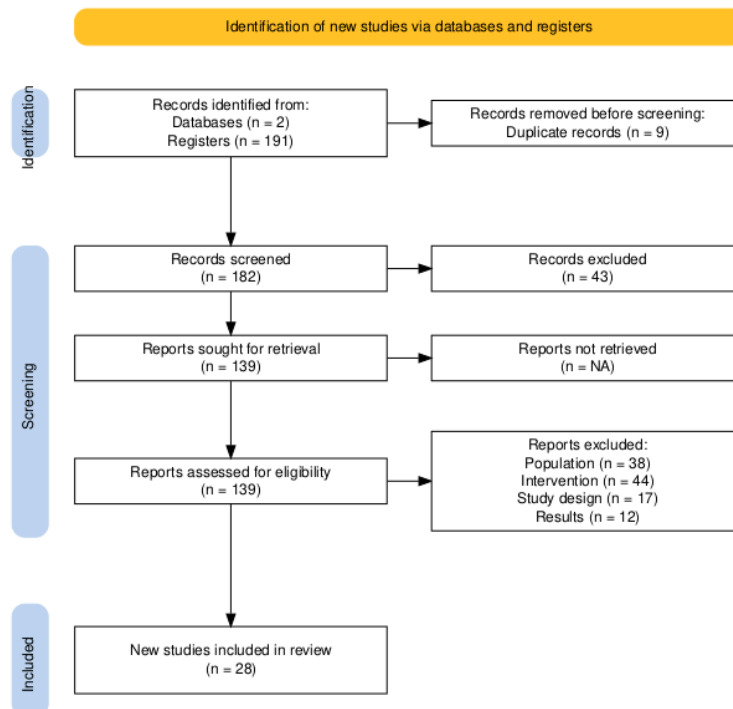 Identification of new studies via databases and registers
Identification
Records identified from:
Databases (n = 2)
Registers (n = 191)
Records removed before screening:
Duplicate records (n = 9)
Screening
Records screened
(n = 182)
Records excluded
(n = 43)
Reports sought for retrieval
(n = 139)
Reports not retrieved
(n = NA)
Reports assessed for eligibility
(n = 139)
Reports excluded:
Population (n = 38)
Intervention (n = 44)
Study design (n = 17)
Results (n = 12)
Included
New studies included in review
(n = 28)